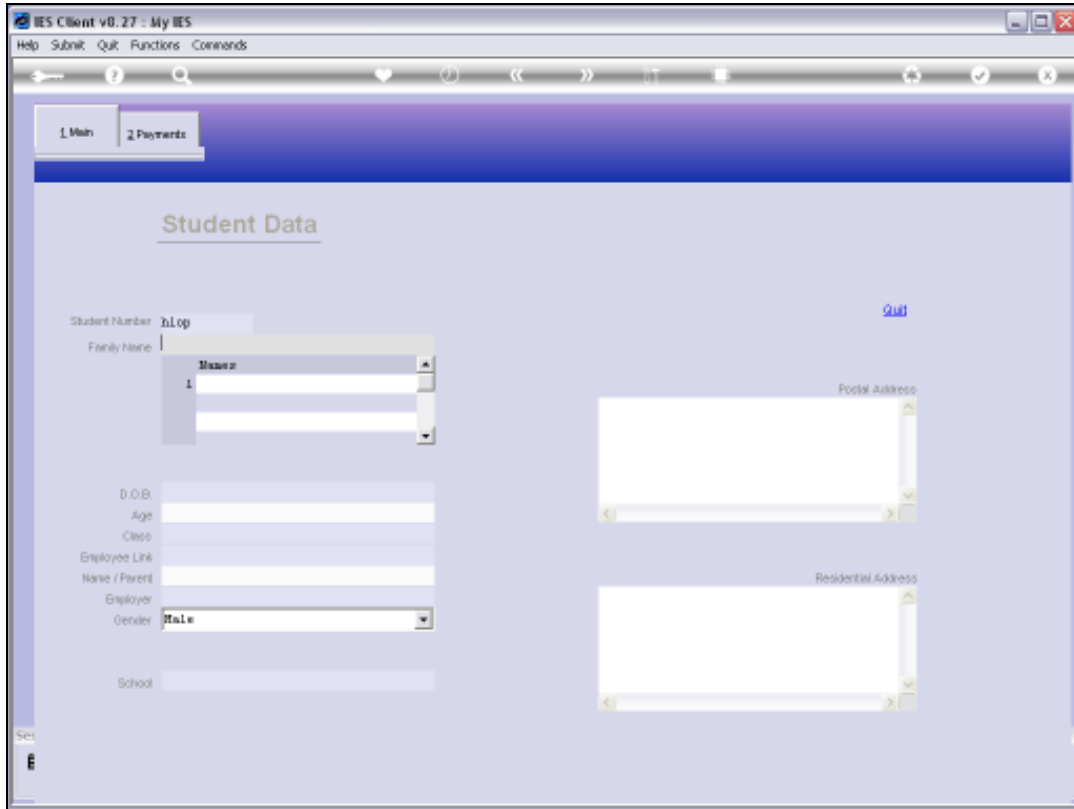 IES Client v8.27 : My IES
Help Submit Quit Functions Commands
1 Main 2 Payments
Student Data
Quit
Student Number hlop
Family Name
Names
1
Postal Address
D.O.B.
Age
Class
Employee Link
Name / Parent
Employer
Residential Address
Gender Male
School